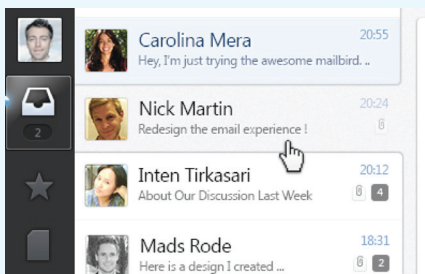 Carolina Mera 20:55
Hey, I'm just trying the awesome mailbird. ..
2
Nick Martin 20:24
Redesign the email experience !
Inten Tirkasari 20:12
About Our Discussion Last Week 4
Mads Rode 18:31
Here is a design I created ... 2